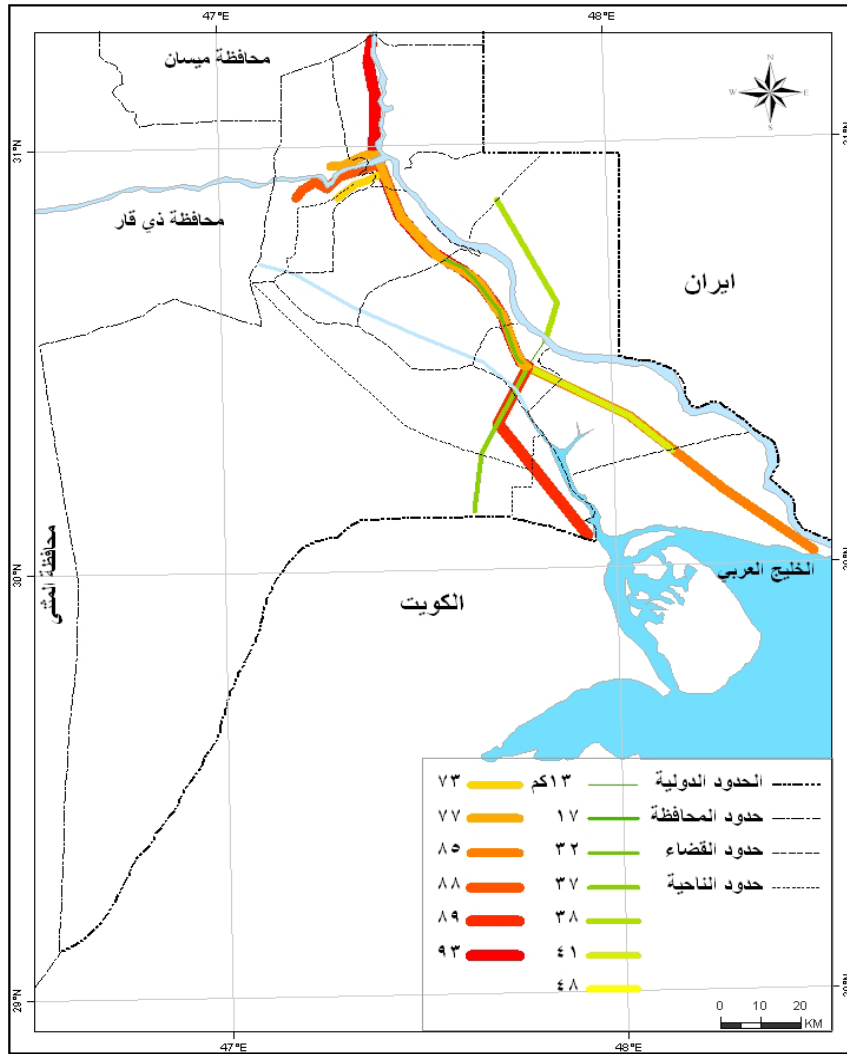 47°E 48°E
محافظة ميسان
N
W E
S
31°N
محافظة ذي قار
ايران
محافظة المثنى
30°N
الخليج العربي
الكويت
الحدود الدولية ١٣كم ٧٣
حدود المحافظة ١٧ ٧٧
حدود القضاء ٣٢ ٨٥
حدود الناحية ٣٧ ٨٨
٣٨ ٨٩
٤١ ٩٣
٤٨
29°N
0 10 20
KM
47°E 48°E